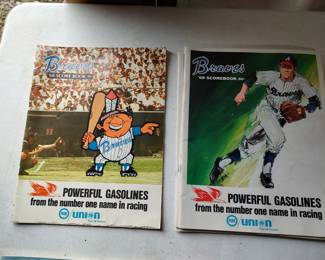 Braves
'68 SCOREBOOK
Braves
POWERFUL GASOLINES
from the number one name in racing
union
Braves
'69 SCOREBOOK
Braves
POWERFUL GASOLINES
from the number one name in racing
union